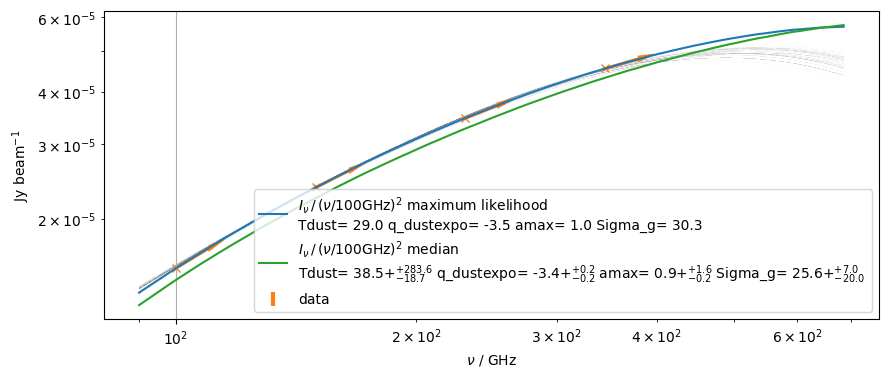 6 × 10⁻⁵
4 × 10⁻⁵
3 × 10⁻⁵
2 × 10⁻⁵
Jy beam⁻¹
I_ν / (ν/100GHz)² maximum likelihood
Tdust= 29.0 q_dustexpo= -3.5 amax= 1.0 Sigma_g= 30.3
I_ν / (ν/100GHz)² median
Tdust= 38.5+^{+283.6}_{-18.7} q_dustexpo= -3.4+^{+0.2}_{-0.2} amax= 0.9+^{+1.6}_{-0.2} Sigma_g= 25.6+^{+7.0}_{-20.0}
data
10² 2 × 10² 3 × 10² 4 × 10² 6 × 10²
ν / GHz